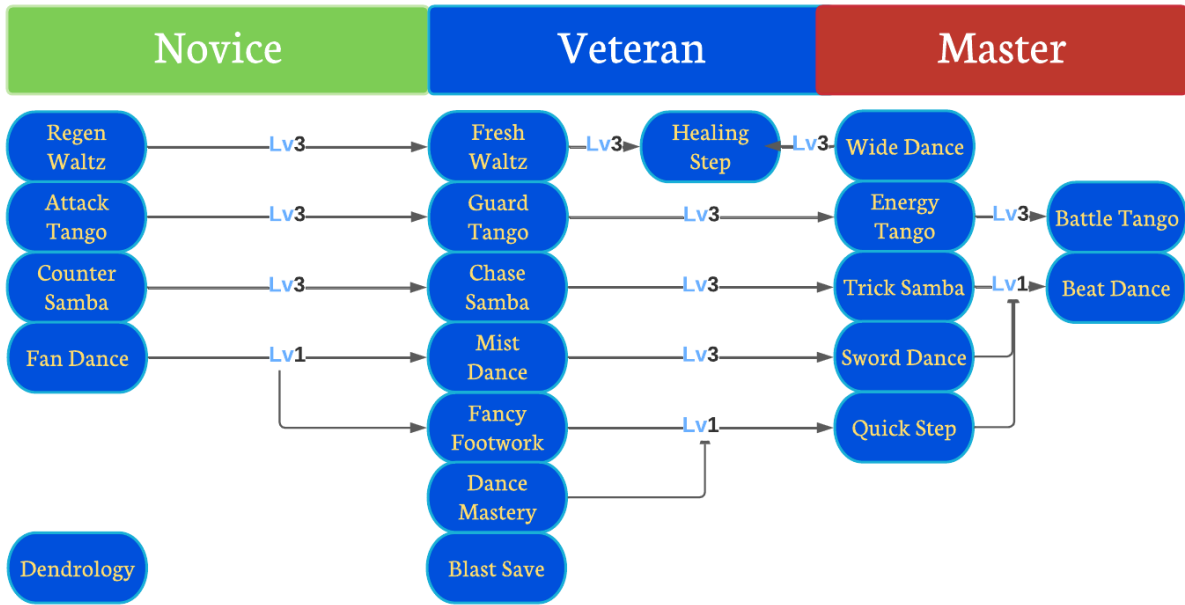 Novice Veteran Master
Regen Waltz Lv3 Fresh Waltz Lv3 Healing Step Lv3 Wide Dance
Attack Tango Lv3 Guard Tango Lv3 Energy Tango Lv3 Battle Tango
Counter Samba Lv3 Chase Samba Lv3 Trick Samba Lv1 Beat Dance
Fan Dance Lv1 Mist Dance Lv3 Sword Dance
Fancy Footwork Lv1 Quick Step
Dance Mastery
Dendrology Blast Save